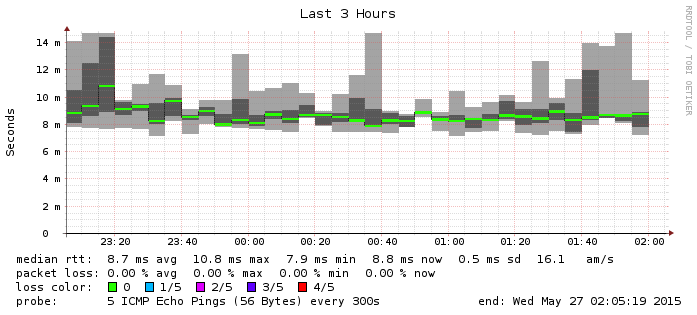 Last 3 Hours
RRDTOOL / TOBI OETIKER
Seconds
14 m
12 m
10 m
8 m
6 m
4 m
2 m
0
23:20 23:40 00:00 00:20 00:40 01:00 01:20 01:40 02:00
median rtt: 8.7 ms avg 10.8 ms max 7.9 ms min 8.8 ms now 0.5 ms sd 16.1 am/s
packet loss: 0.00 % avg 0.00 % max 0.00 % min 0.00 % now
loss color: 0 1/5 2/5 3/5 4/5
probe: 5 ICMP Echo Pings (56 Bytes) every 300s end: Wed May 27 02:05:19 2015